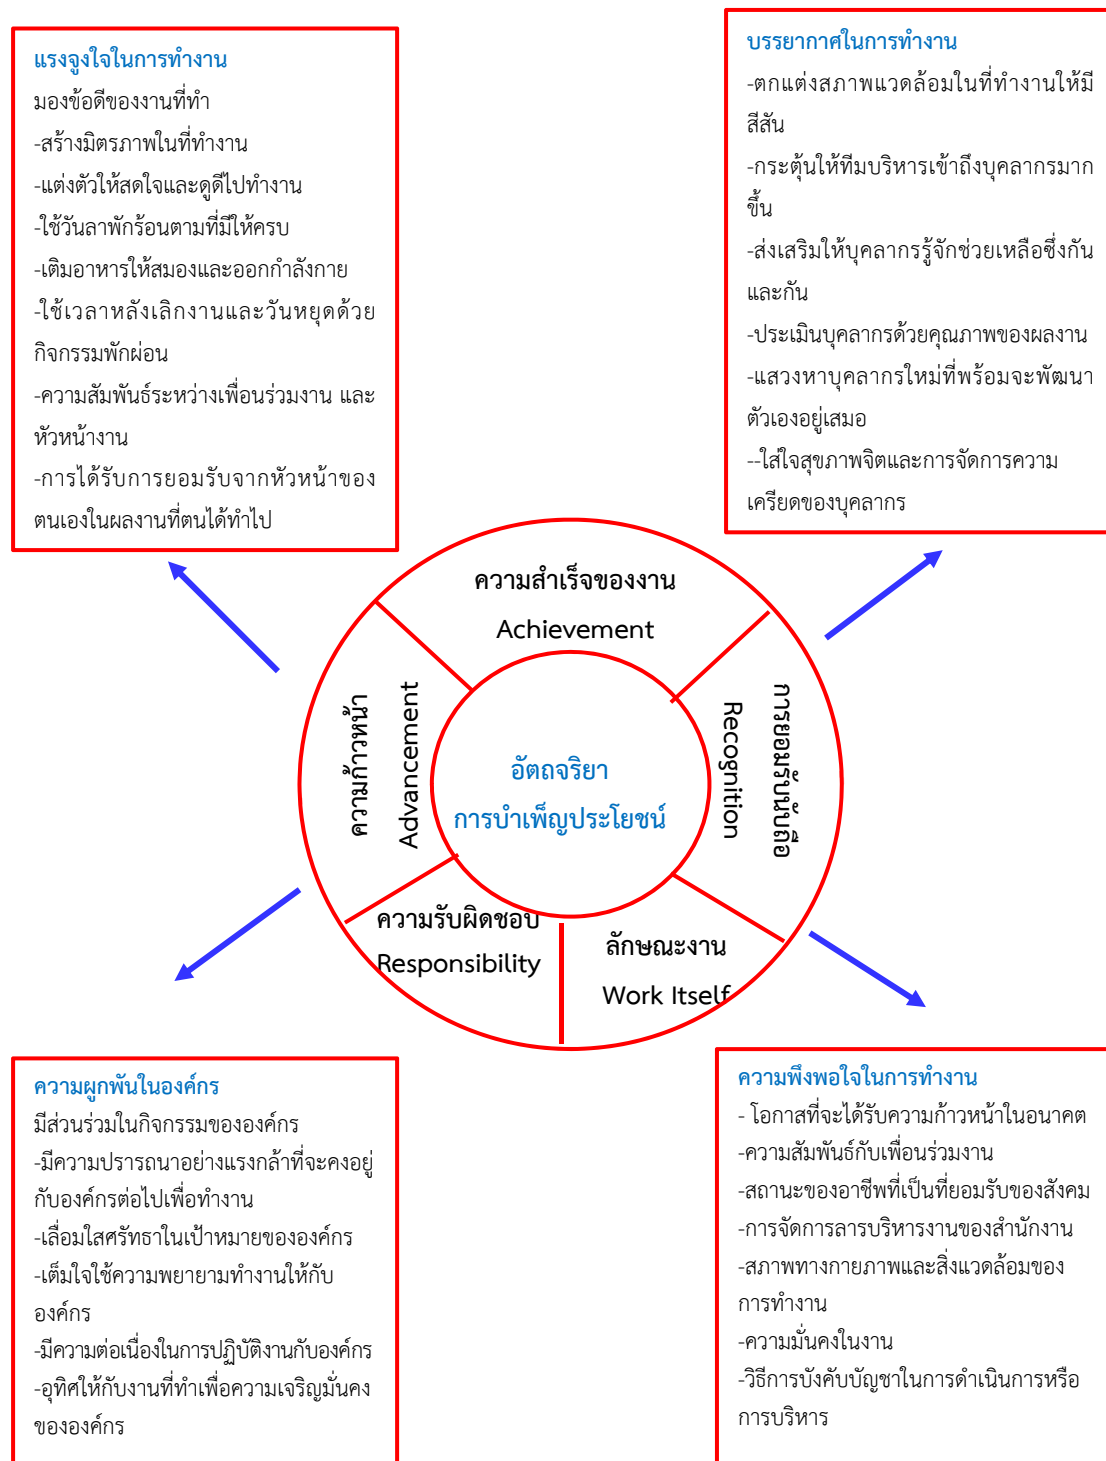 แรงจูงใจในการทำงาน
มองข้อดีของงานที่ทำ
-สร้างมิตรภาพในที่ทำงาน
-แต่งตัวให้สดใจและดูดีไปทำงาน
-ใช้วันลาพักร้อนตามที่มีให้ครบ
-เติมอาหารให้สมองและออกกำลังกาย
-ใช้เวลาหลังเลิกงานและวันหยุดด้วย
กิจกรรมพักผ่อน
-ความสัมพันธ์ระหว่างเพื่อนร่วมงาน และ
หัวหน้างาน
-การได้รับการยอมรับจากหัวหน้าของ
ตนเองในผลงานที่ตนได้ทำไป
บรรยากาศในการทำงาน
-ตกแต่งสภาพแวดล้อมในที่ทำงานให้มี
สีสัน
-กระตุ้นให้ทีมบริหารเข้าถึงบุคลากรมาก
ขึ้น
-ส่งเสริมให้บุคลากรรู้จักช่วยเหลือซึ่งกัน
และกัน
-ประเมินบุคลากรด้วยคุณภาพของผลงาน
-แสวงหาบุคลากรใหม่ที่พร้อมจะพัฒนา
ตัวเองอยู่เสมอ
--ใส่ใจสุขภาพจิตและการจัดการความ
เครียดของบุคลากร
ความสำเร็จของงาน
Achievement
ความก้าวหน้า
Advancement
อัตถจริยา
การบำเพ็ญประโยชน์
การยอมรับนับถือ
Recognition
ความรับผิดชอบ
Responsibility
ลักษณะงาน
Work Itself
ความผูกพันในองค์กร
มีส่วนร่วมในกิจกรรมขององค์กร
-มีความปรารถนาอย่างแรงกล้าที่จะคงอยู่
กับองค์กรต่อไปเพื่อทำงาน
-เลื่อมใสศรัทธาในเป้าหมายขององค์กร
-เต็มใจใช้ความพยายามทำงานให้กับ
องค์กร
-มีความต่อเนื่องในการปฏิบัติงานกับองค์กร
-อุทิศให้กับงานที่ทำเพื่อความเจริญมั่นคง
ขององค์กร
ความพึงพอใจในการทำงาน
- โอกาสที่จะได้รับความก้าวหน้าในอนาคต
-ความสัมพันธ์กับเพื่อนร่วมงาน
-สถานะของอาชีพที่เป็นที่ยอมรับของสังคม
-การจัดการลารบริหารงานของสำนักงาน
-สภาพทางกายภาพและสิ่งแวดล้อมของ
การทำงาน
-ความมั่นคงในงาน
-วิธีการบังคับบัญชาในการดำเนินการหรือ
การบริหาร